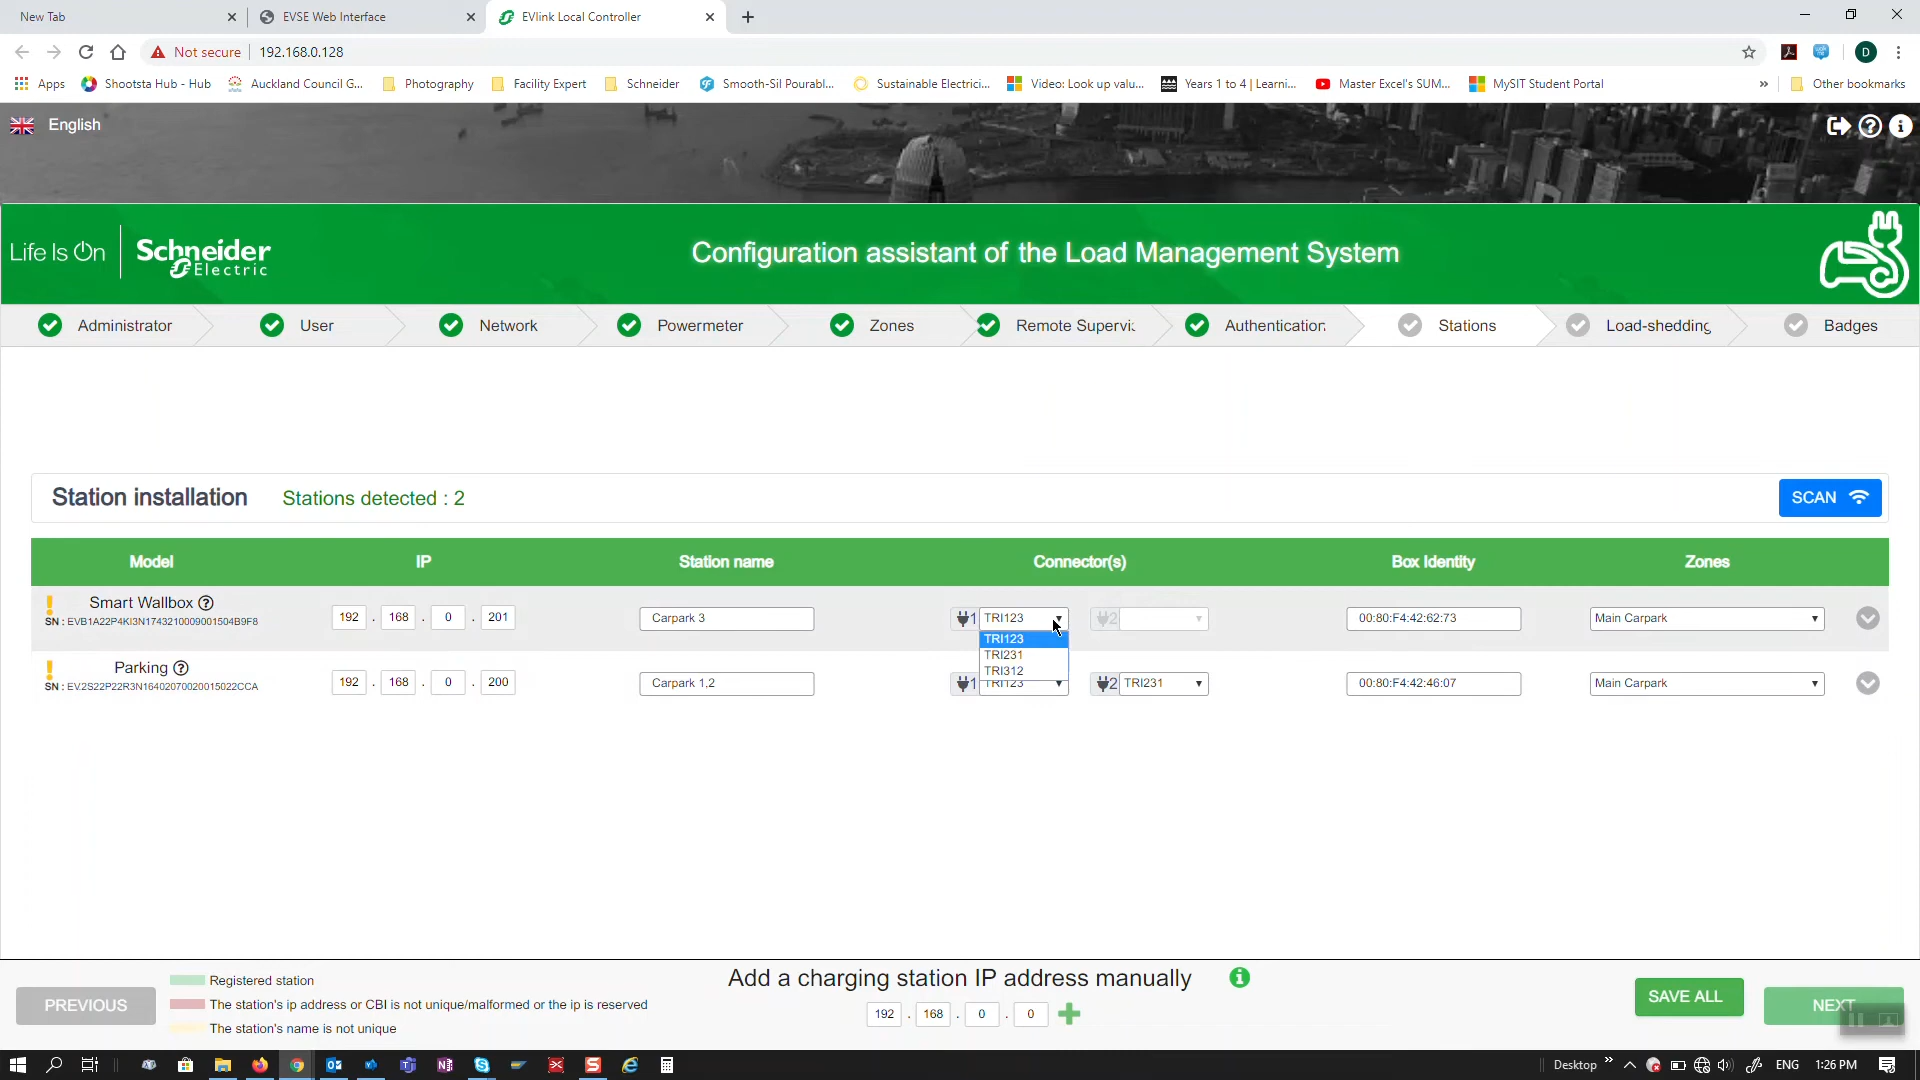 New Tab
EVSE Web Interface
EVlink Local Controller
Not secure
192.168.0.128
D
Apps
Shootsta Hub - Hub
Auckland Council G...
Photography
Facility Expert
Schneider
Smooth-Sil Pourabl...
Sustainable Electrici...
Video: Look up valu...
Years 1 to 4 | Learni...
Master Excel's SUM...
MySIT Student Portal
»
Other bookmarks
English
Life Is On
Schneider
Electric
Configuration assistant of the Load Management System
Administrator
User
Network
Powermeter
Zones
Remote Supervis
Authentication
Stations
Load-shedding
Badges
Station installation
Stations detected : 2
SCAN
Model
IP
Station name
Connector(s)
Box Identity
Zones
Smart Wallbox
SN : EVB1A22P4KI3N1743210009001504B9F8
192 . 168 . 0 . 201
Carpark 3
1 TRI123
2
00:80:F4:42:62:73
Main Carpark
TRI123
TRI231
TRI312
Parking
SN : EV2S22P22R3N16402070020015022CCA
192 . 168 . 0 . 200
Carpark 1,2
1 TRI123
2 TRI231
00:80:F4:42:46:07
Main Carpark
PREVIOUS
Registered station
The station's ip address or CBI is not unique/malformed or the ip is reserved
The station's name is not unique
Add a charging station IP address manually
192 . 168 . 0 . 0
SAVE ALL
NEXT
Desktop
»
ENG
1:26 PM